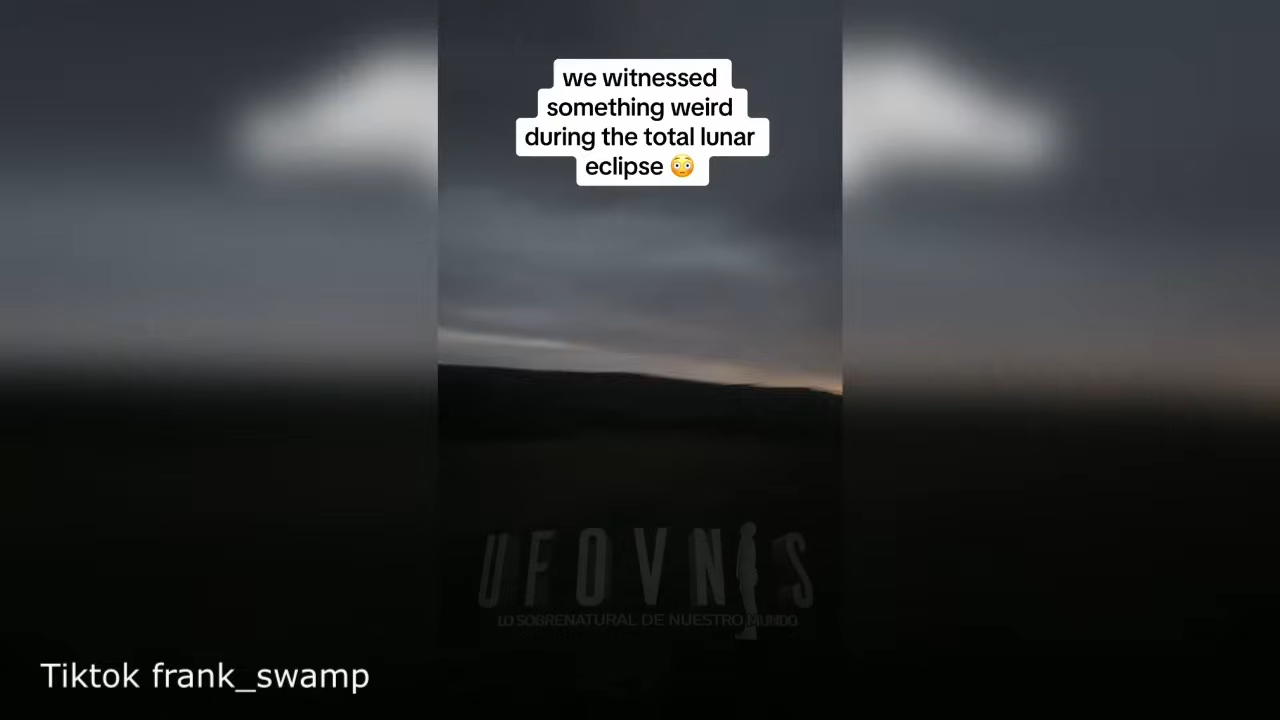 we witnessed
something weird
during the total lunar
eclipse 😳
UFOVNIS
LO SOBRENATURAL DE NUESTRO MUNDO
Tiktok frank_swamp